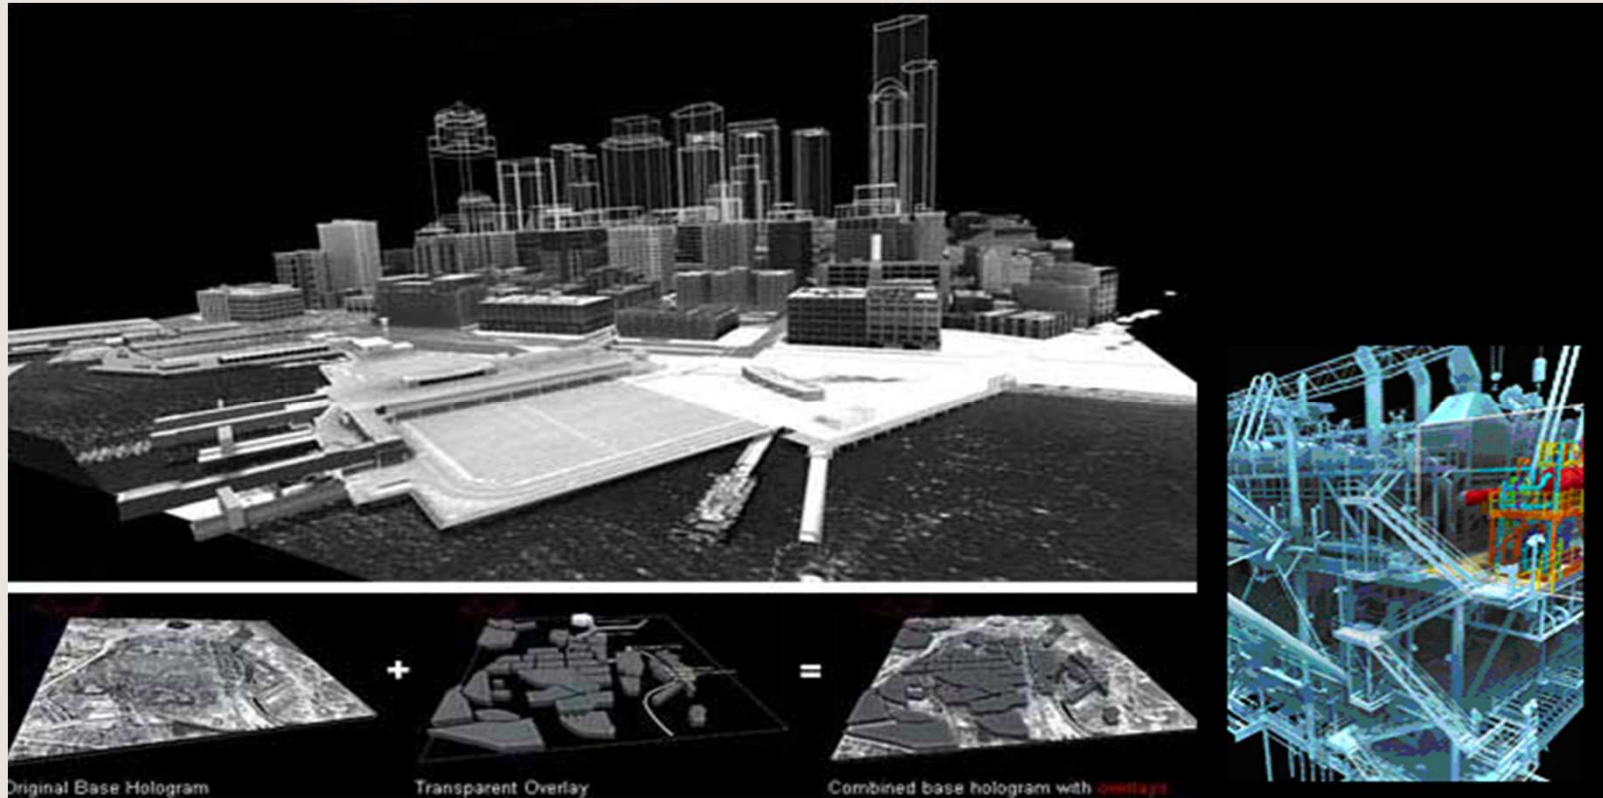 Original Base Hologram
+
Transparent Overlay
=
Combined base hologram with overlays